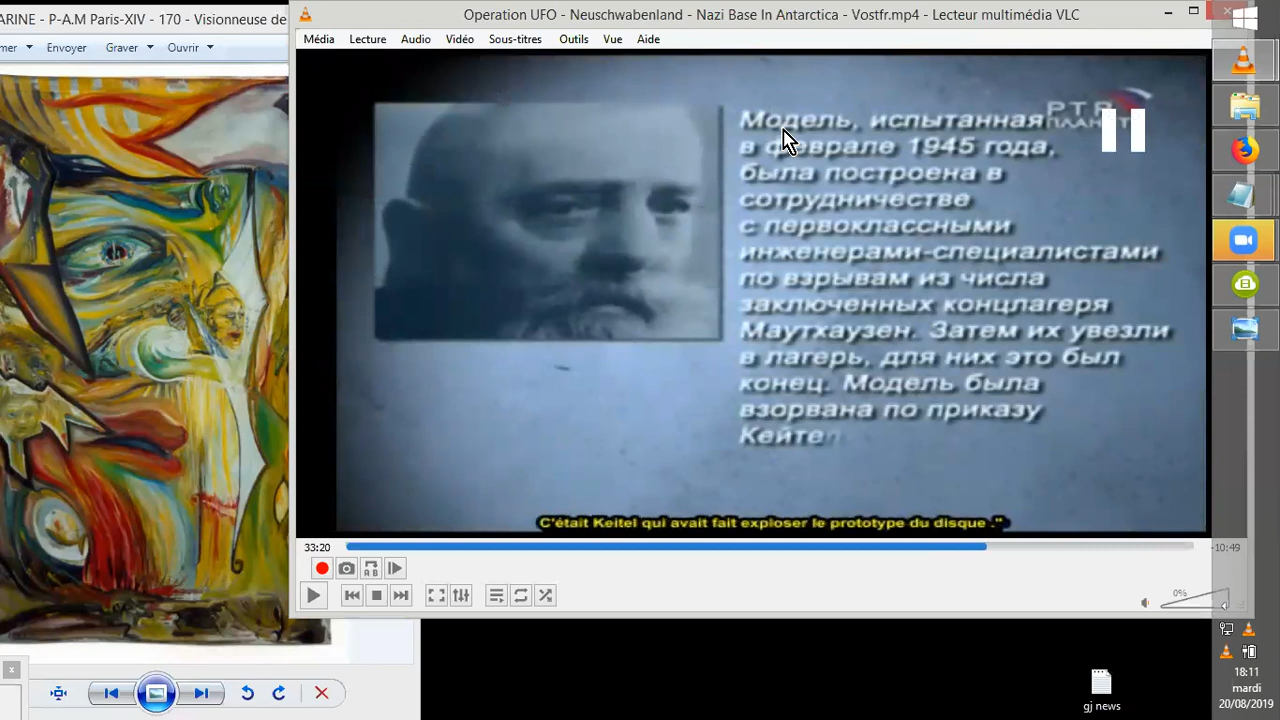 ARINE - P-A.M Paris-XIV - 170 - Visionneuse de
mer Envoyer Graver Ouvrir
Operation UFO - Neuschwabenland - Nazi Base In Antarctica - Vostfr.mp4 - Lecteur multimédia VLC
Média Lecture Audio Vidéo Sous-titres Outils Vue Aide
РТР
ПЛАНЕТА
Модель, испытанная
в феврале 1945 года,
была построена в
сотрудничестве
с первоклассными
инженерами-специалистами
по взрывам из числа
заключенных концлагеря
Маутхаузен. Затем их увезли
в лагерь, для них это был
конец. Модель была
взорвана по приказу
Кейтел
C'était Keitel qui avait fait exploser le prototype du disque ."
33:20
-10:49
0%
gj news
18:11
mardi
20/08/2019